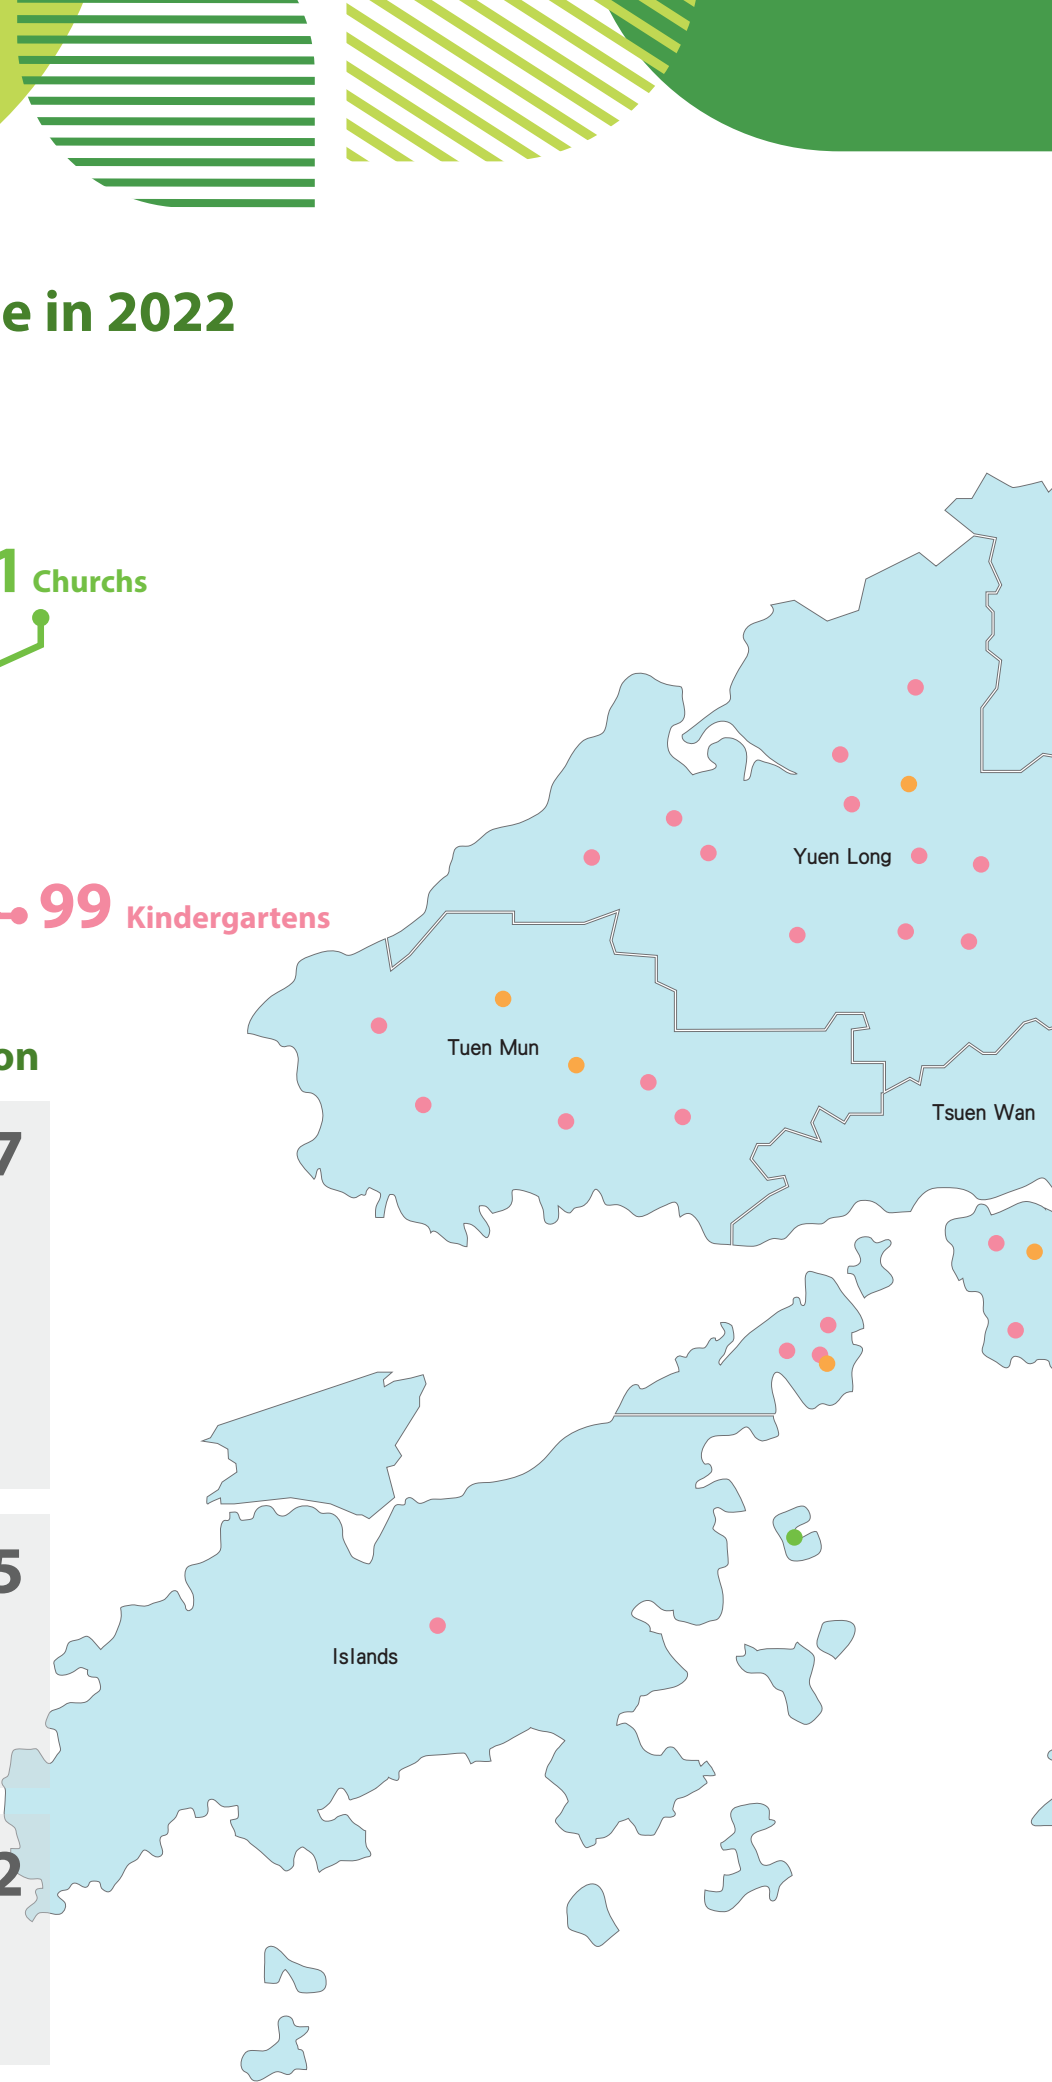 e in 2022
1 Churchs
99 Kindergartens
on
7
5
2
Yuen Long
Tuen Mun
Tsuen Wan
Islands